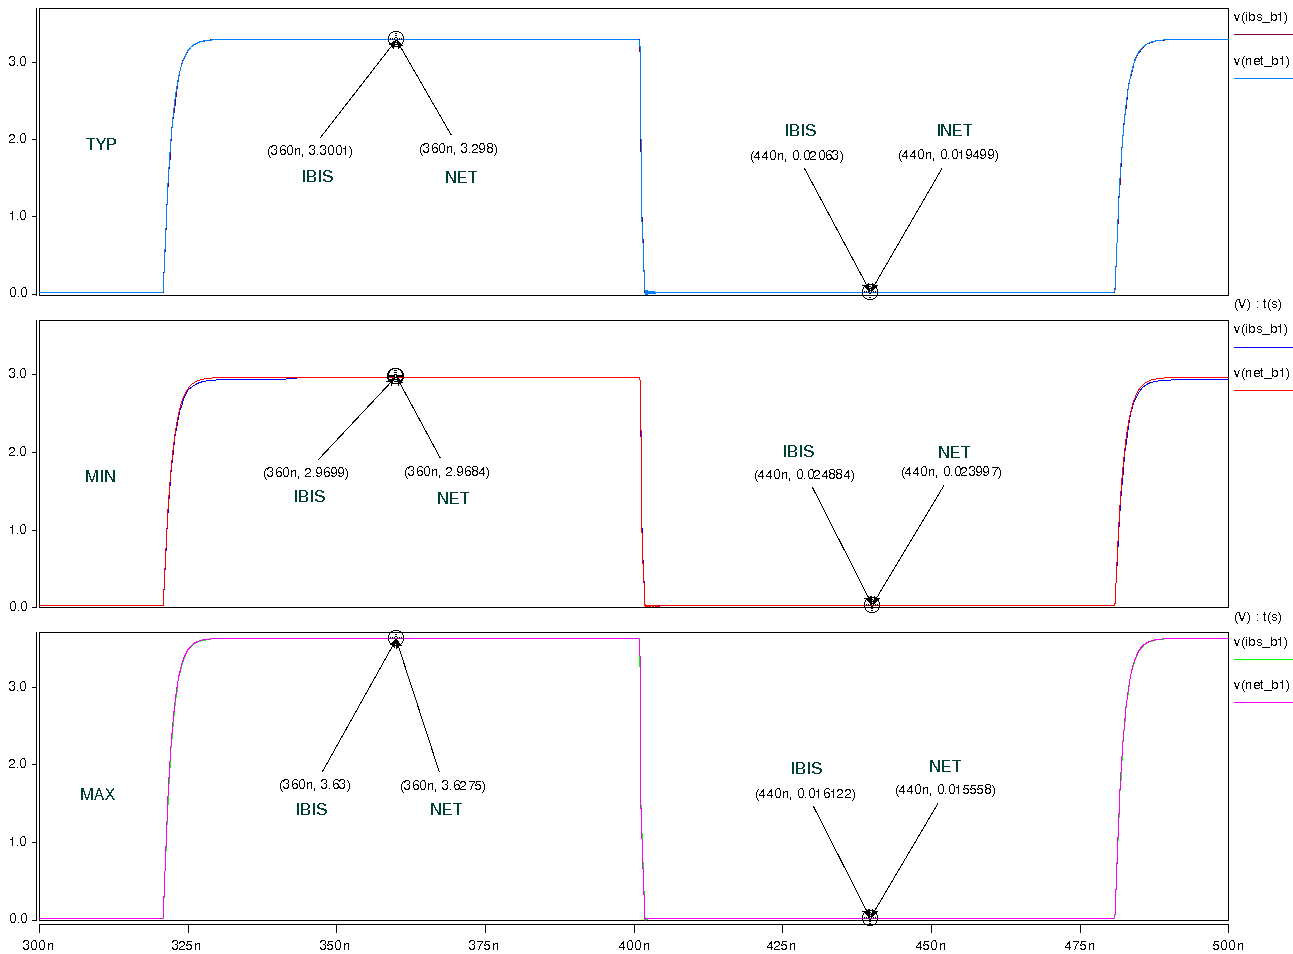 v(ibs_b1)
3.0
v(net_b1)
2.0
TYP
IBIS
INET
(360n, 3.3001)
(360n, 3.298)
(440n, 0.02063)
(440n, 0.019499)
IBIS
NET
1.0
0.0
(V) : t(s)
v(ibs_b1)
3.0
v(net_b1)
2.0
IBIS
NET
(360n, 2.9699)
(360n, 2.9684)
(440n, 0.024884)
(440n, 0.023997)
MIN
IBIS
NET
1.0
0.0
(V) : t(s)
v(ibs_b1)
3.0
v(net_b1)
2.0
IBIS
NET
(360n, 3.63)
(360n, 3.6275)
(440n, 0.016122)
(440n, 0.015558)
MAX
IBIS
NET
1.0
0.0
300n
325n
350n
375n
400n
425n
450n
475n
500n